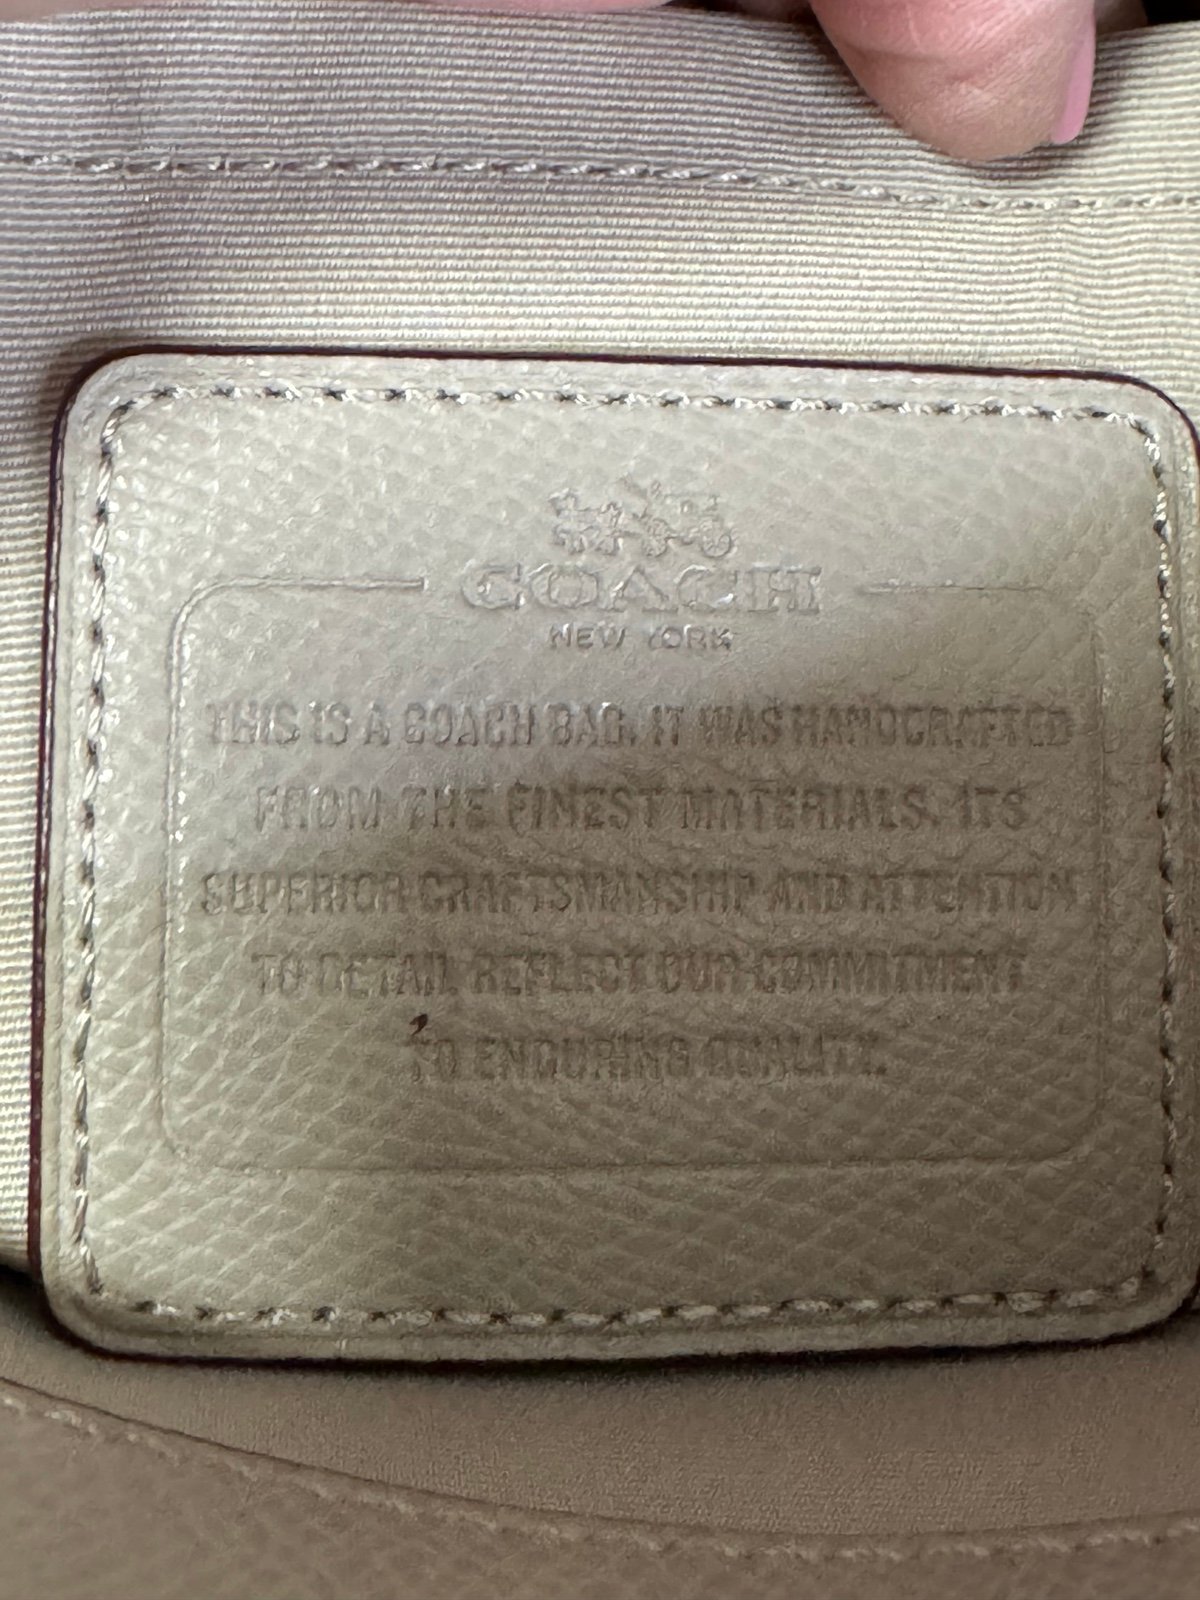 COACH
NEW YORK
THIS IS A COACH BAG. IT WAS HANDCRAFTED
FROM THE FINEST MATERIALS. ITS
SUPERIOR CRAFTSMANSHIP AND ATTENTION
TO DETAIL REFLECT OUR COMMITMENT
TO ENDURING QUALITY.